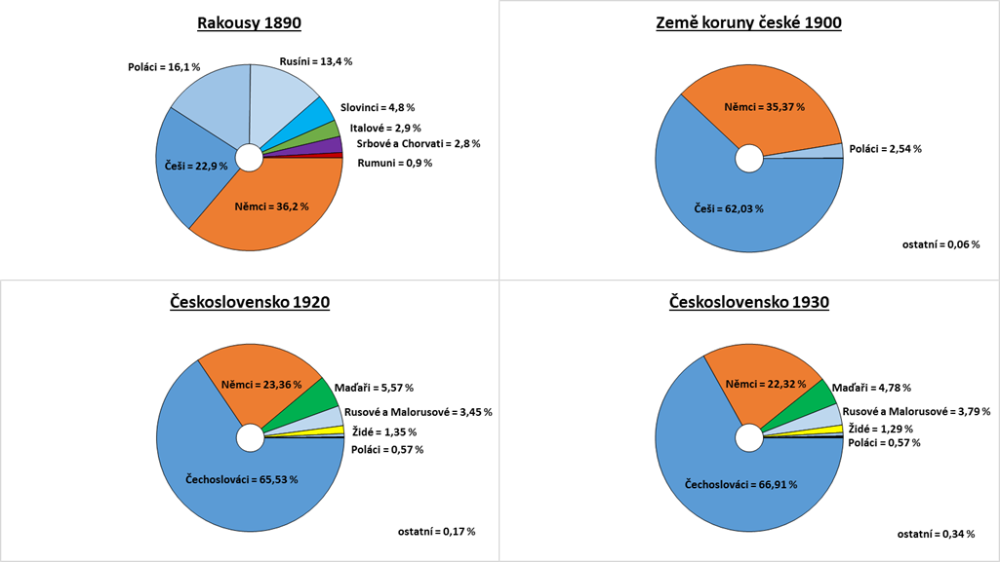 Rakousy 1890
Poláci = 16,1 %
Rusíni = 13,4 %
Slovinci = 4,8 %
Italové = 2,9 %
Srbové a Chorvati = 2,8 %
Rumuni = 0,9 %
Češi = 22,9 %
Němci = 36,2 %
Země koruny české 1900
Němci = 35,37 %
Poláci = 2,54 %
Češi = 62,03 %
ostatní = 0,06 %
Československo 1920
Němci = 23,36 %
Maďaři = 5,57 %
Rusové a Malorusové = 3,45 %
Židé = 1,35 %
Poláci = 0,57 %
Čechoslováci = 65,53 %
ostatní = 0,17 %
Československo 1930
Němci = 22,32 %
Maďaři = 4,78 %
Rusové a Malorusové = 3,79 %
Židé = 1,29 %
Poláci = 0,57 %
Čechoslováci = 66,91 %
ostatní = 0,34 %